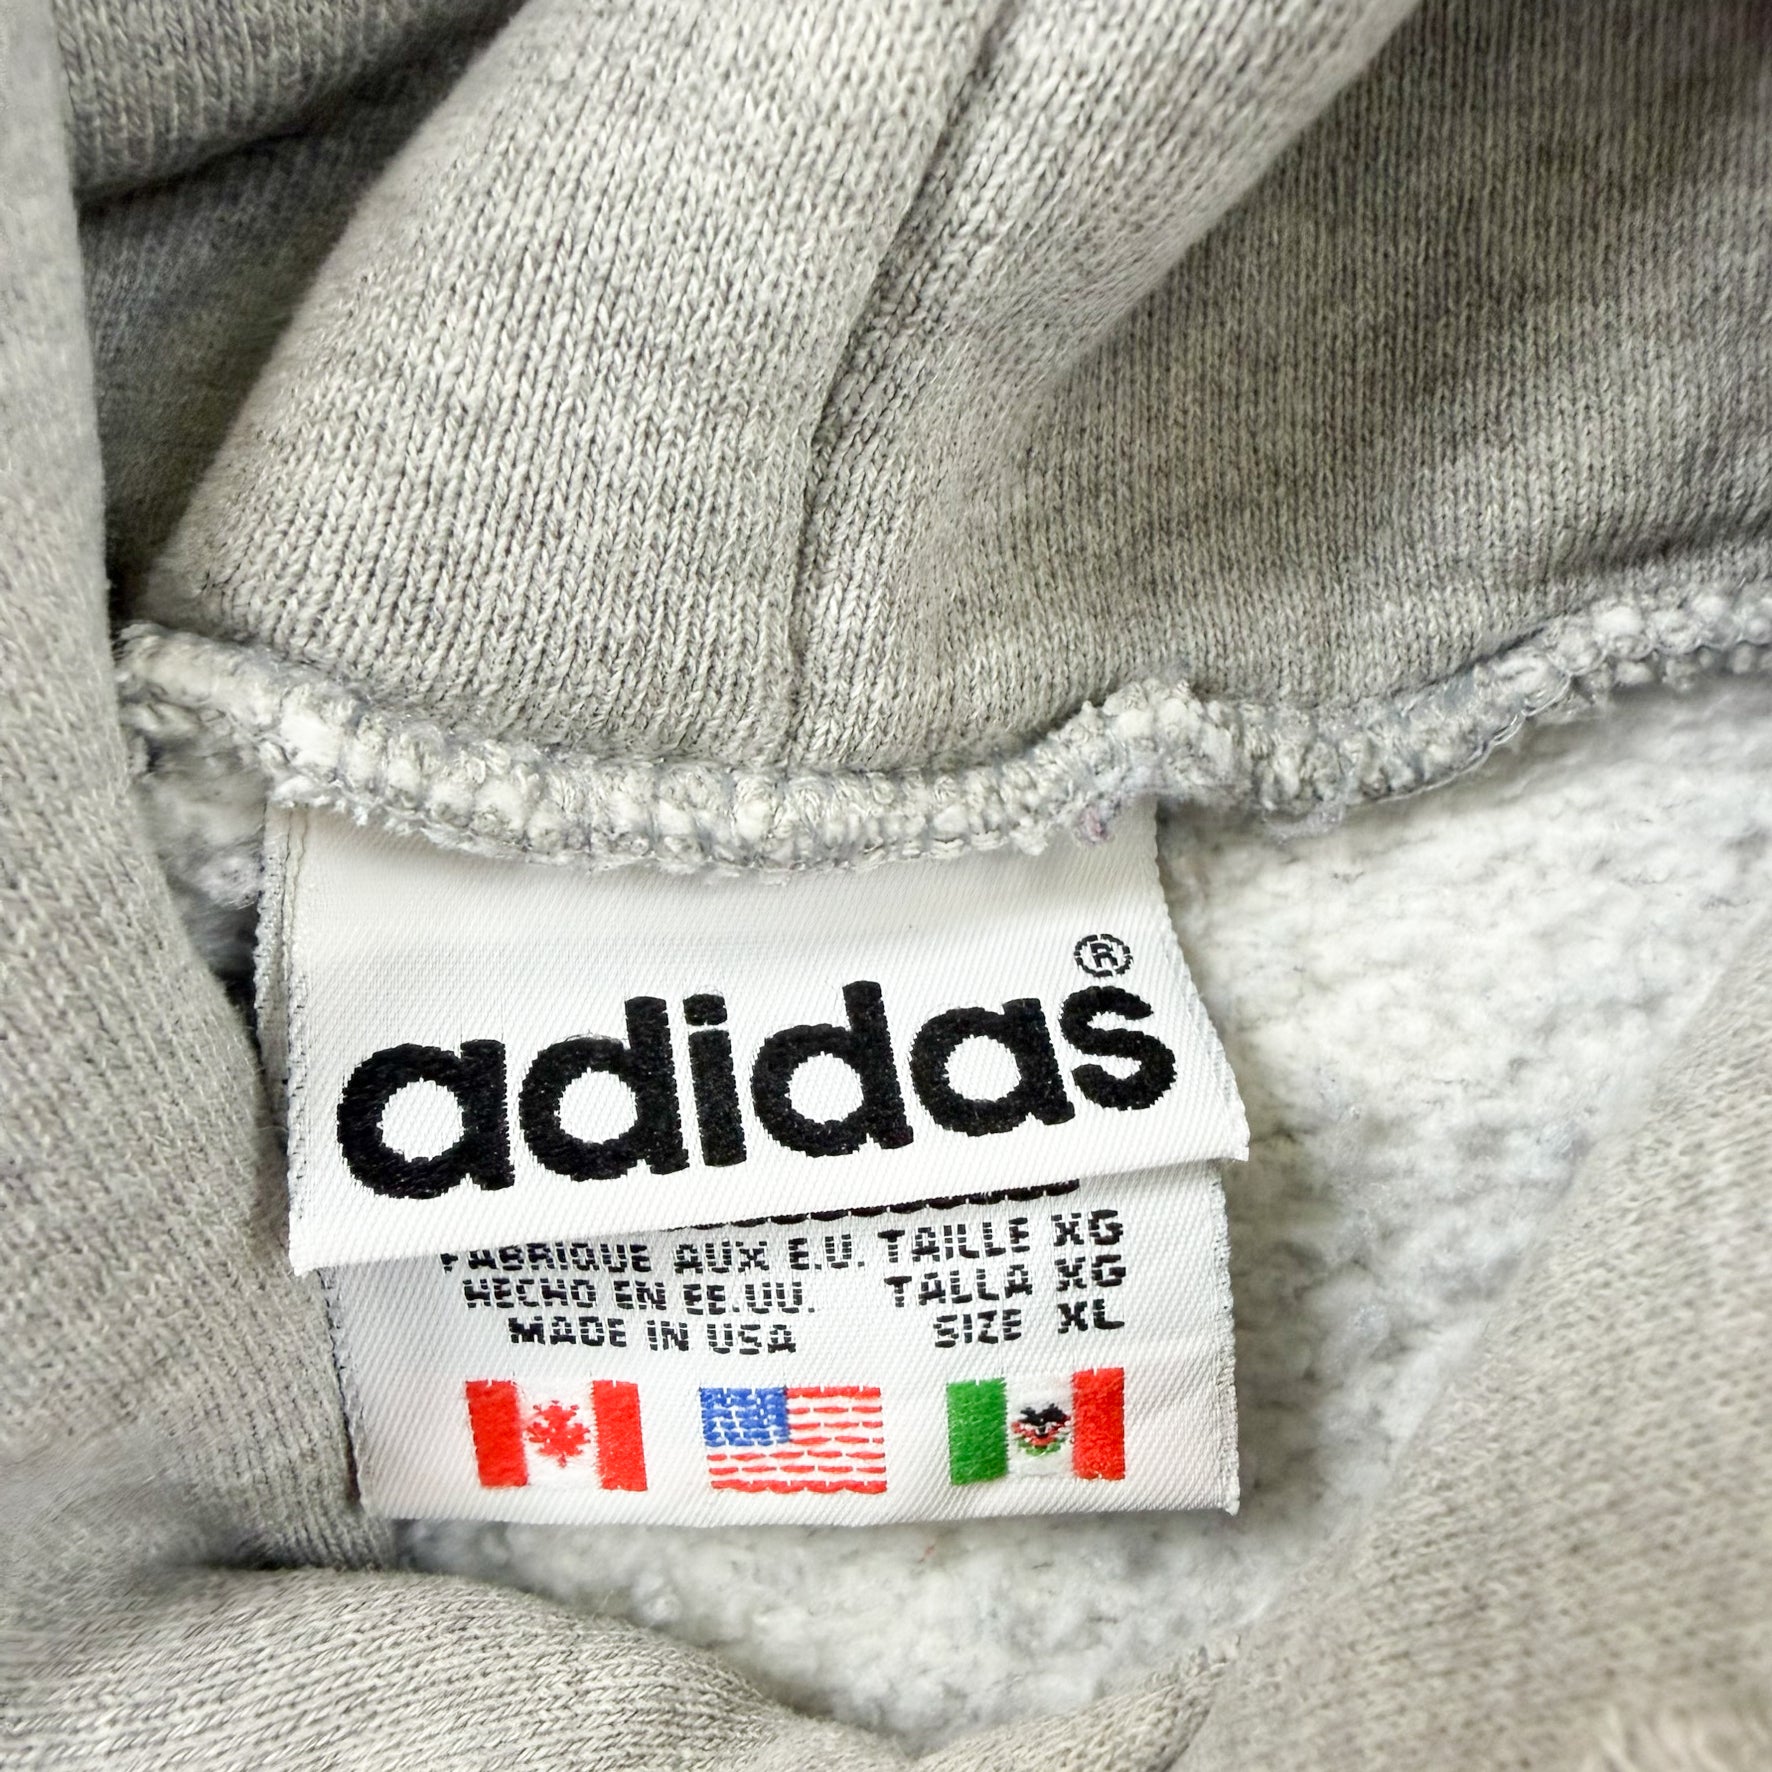 adidas®
FABRIQUE AUX E.U. TAILLE XG
HECHO EN EE.UU. TALLA XG
MADE IN USA SIZE XL